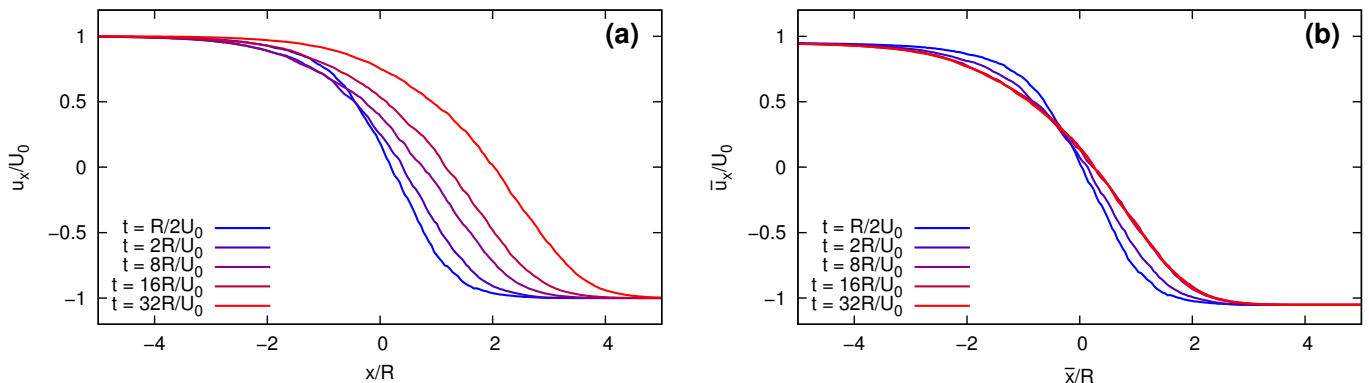 (a)
1
0.5
0
−0.5
−1
u_x/U_0
t = R/2U_0
t = 2R/U_0
t = 8R/U_0
t = 16R/U_0
t = 32R/U_0
−4 −2 0 2 4
x/R
(b)
1
0.5
0
−0.5
−1
u̅_x/U_0
t = R/2U_0
t = 2R/U_0
t = 8R/U_0
t = 16R/U_0
t = 32R/U_0
−4 −2 0 2 4
x̅/R